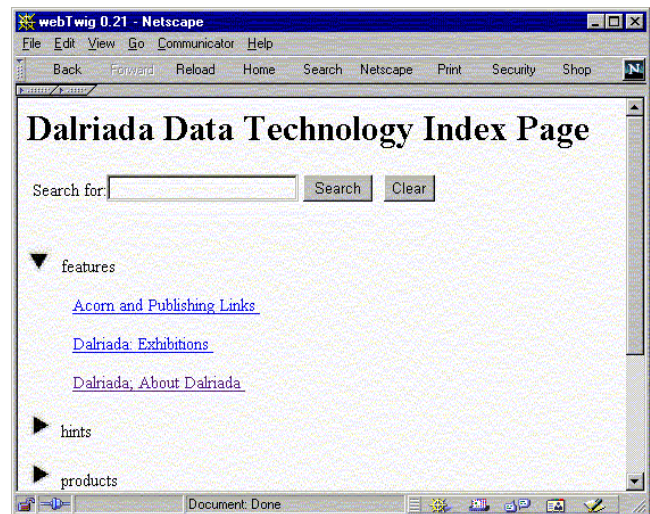 webTwig 0.21 - Netscape
File Edit View Go Communicator Help
Back Forward Reload Home Search Netscape Print Security Shop N
Dalriada Data Technology Index Page
Search for: Search Clear
features
Acorn and Publishing Links
Dalriada: Exhibitions
Dalriada; About Dalriada
hints
products
Document: Done